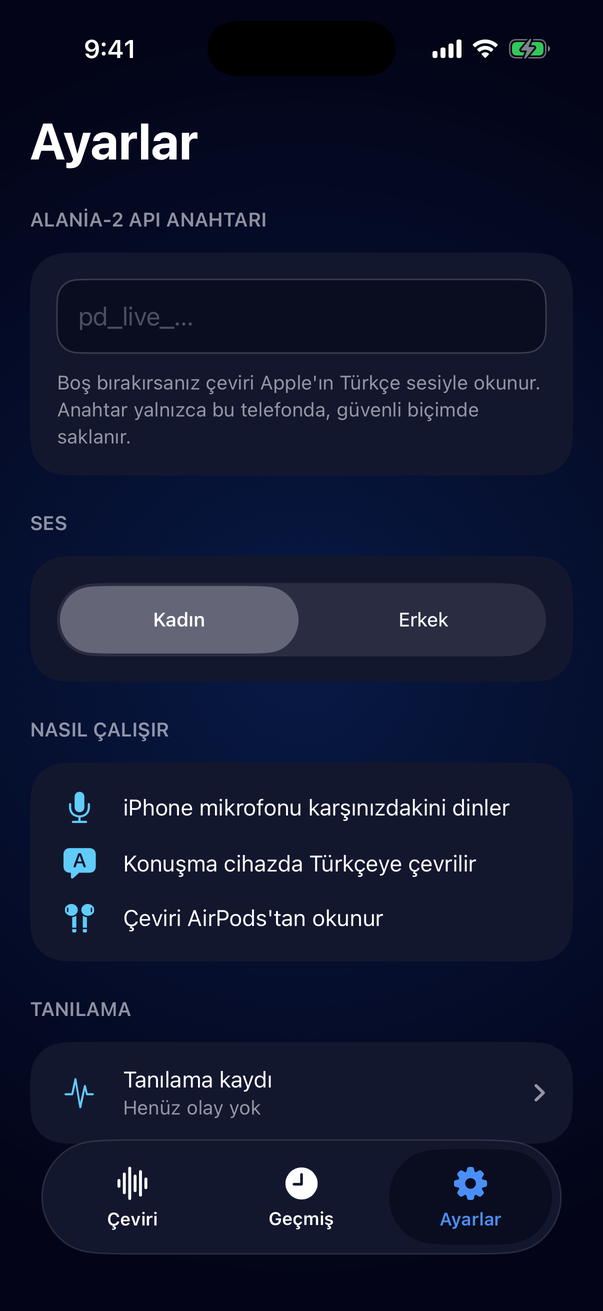 9:41
Ayarlar
ALANİA-2 API ANAHTARI
pd_live_...
Boş bırakırsanız çeviri Apple'ın Türkçe sesiyle okunur.
Anahtar yalnızca bu telefonda, güvenli biçimde
saklanır.
SES
Kadın
Erkek
NASIL ÇALIŞIR
iPhone mikrofonu karşınızdakini dinler
A
Konuşma cihazda Türkçeye çevrilir
Çeviri AirPods'tan okunur
TANILAMA
Tanılama kaydı
Henüz olay yok
Çeviri
Geçmiş
Ayarlar